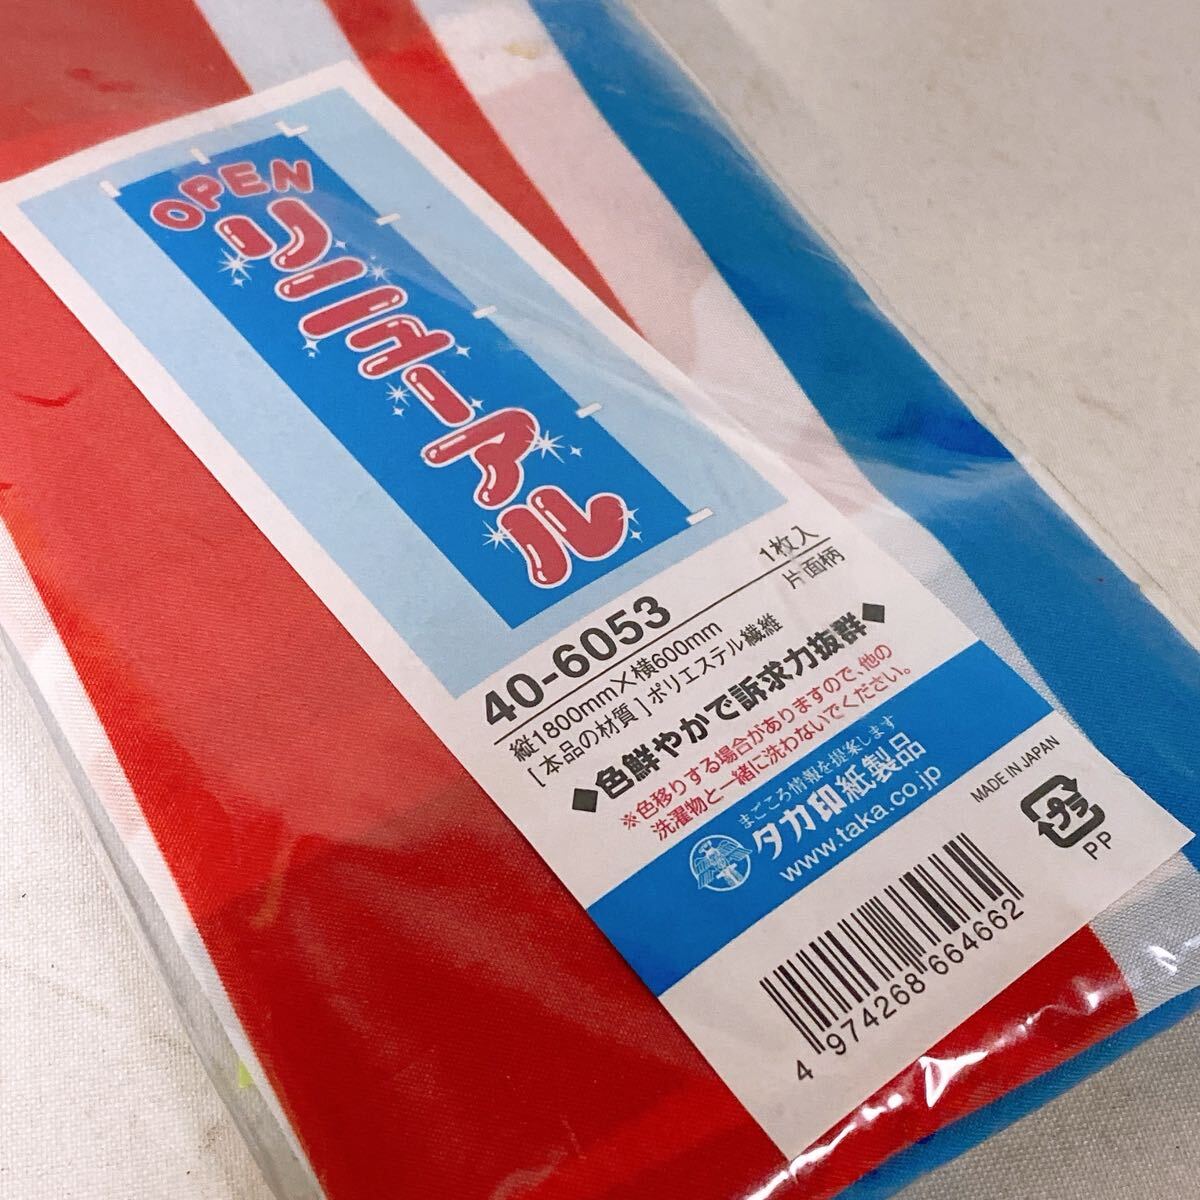 OPEN
リニューアル
40-6053
1枚入
縦1800mm×横600mm
片面柄
[本品の材質]ポリエステル繊維
◆色鮮やかで訴求力抜群◆
※色移りする場合がありますので、他の
洗濯物と一緒に洗わないでください。
まごころ情報を提案します
タカ印紙製品
www.taka.co.jp
MADE IN JAPAN
プラ
PP
4 974268 664662